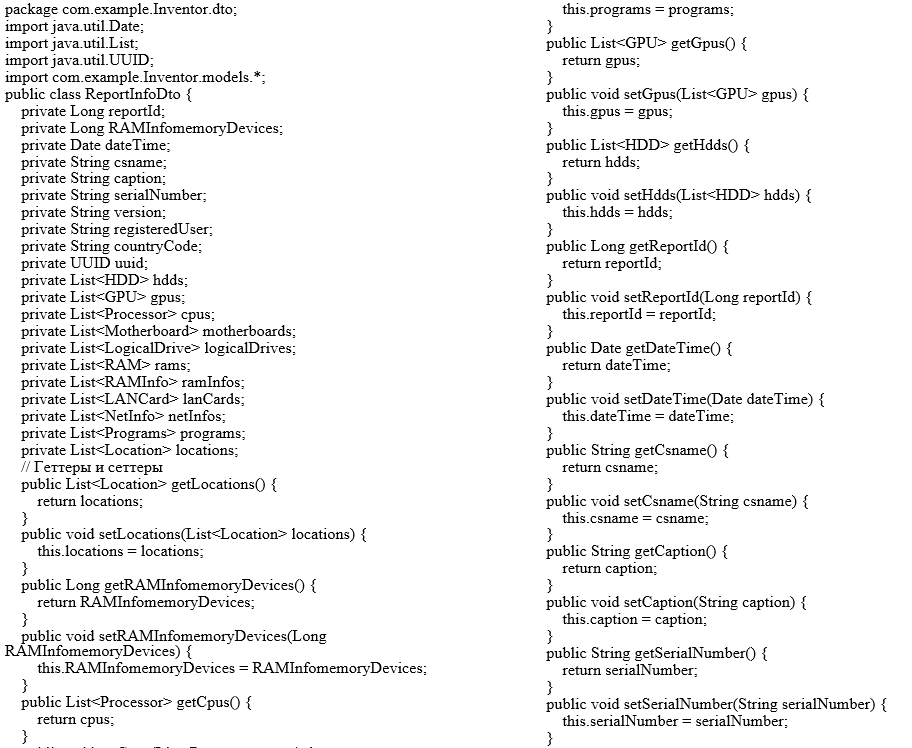 package com.example.Inventor.dto;
import java.util.Date;
import java.util.List;
import java.util.UUID;
import com.example.Inventor.models.*;
public class ReportInfoDto {
private Long reportId;
private Long RAMInfomemoryDevices;
private Date dateTime;
private String csname;
private String caption;
private String serialNumber;
private String version;
private String registeredUser;
private String countryCode;
private UUID uuid;
private List<HDD> hdds;
private List<GPU> gpus;
private List<Processor> cpus;
private List<Motherboard> motherboards;
private List<LogicalDrive> logicalDrives;
private List<RAM> rams;
private List<RAMInfo> ramInfos;
private List<LANCard> lanCards;
private List<NetInfo> netInfos;
private List<Programs> programs;
private List<Location> locations;
// Геттеры и сеттеры
public List<Location> getLocations() {
return locations;
}
public void setLocations(List<Location> locations) {
this.locations = locations;
}
public Long getRAMInfomemoryDevices() {
return RAMInfomemoryDevices;
}
public void setRAMInfomemoryDevices(Long
RAMInfomemoryDevices) {
this.RAMInfomemoryDevices = RAMInfomemoryDevices;
}
public List<Processor> getCpus() {
return cpus;
}
this.programs = programs;
}
public List<GPU> getGpus() {
return gpus;
}
public void setGpus(List<GPU> gpus) {
this.gpus = gpus;
}
public List<HDD> getHdds() {
return hdds;
}
public void setHdds(List<HDD> hdds) {
this.hdds = hdds;
}
public Long getReportId() {
return reportId;
}
public void setReportId(Long reportId) {
this.reportId = reportId;
}
public Date getDateTime() {
return dateTime;
}
public void setDateTime(Date dateTime) {
this.dateTime = dateTime;
}
public String getCsname() {
return csname;
}
public void setCsname(String csname) {
this.csname = csname;
}
public String getCaption() {
return caption;
}
public void setCaption(String caption) {
this.caption = caption;
}
public String getSerialNumber() {
return serialNumber;
}
public void setSerialNumber(String serialNumber) {
this.serialNumber = serialNumber;
}